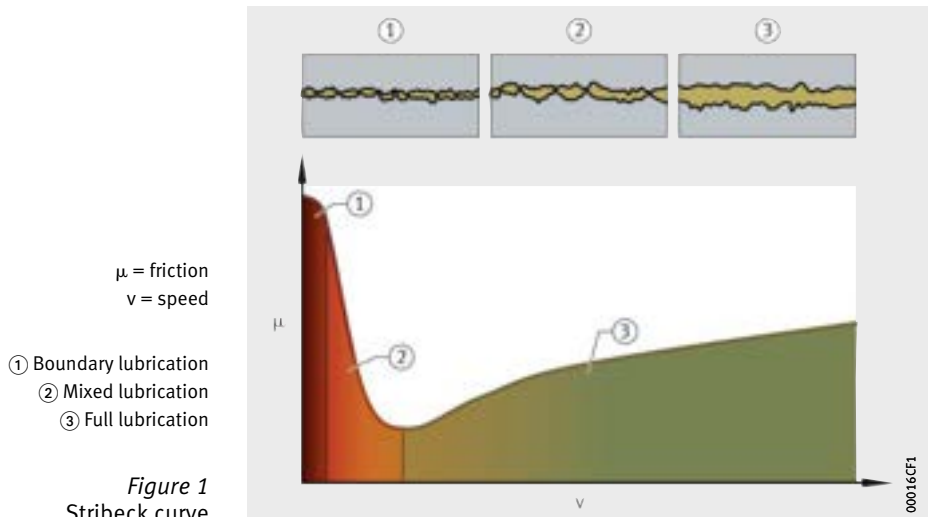 ① ② ③
μ = friction
v = speed
① Boundary lubrication
② Mixed lubrication
③ Full lubrication
Figure 1
Stribeck curve
①
②
③
μ
v
00016CF1